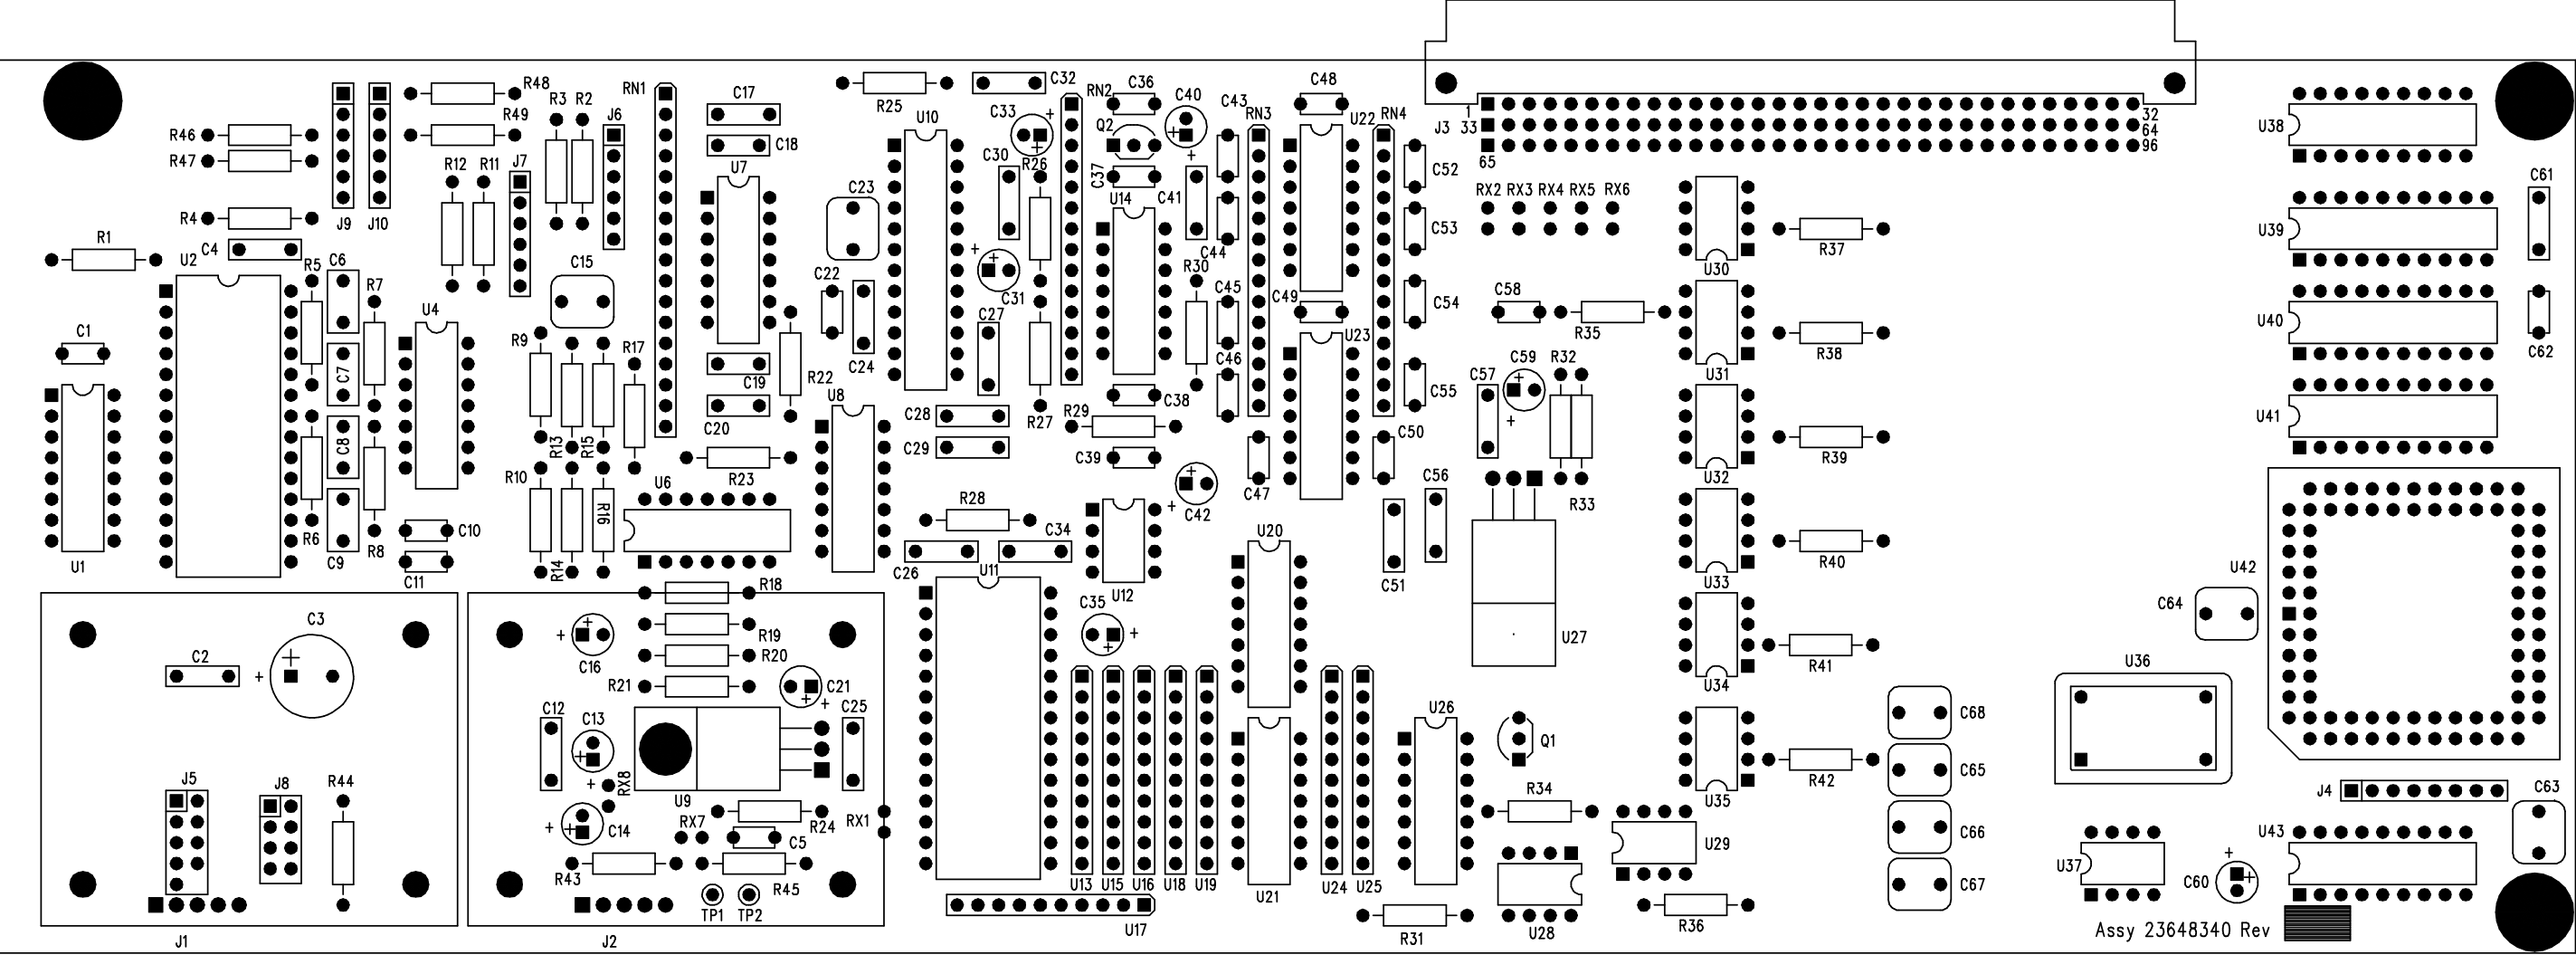 R48
R49
R46
R47
R4
C4
R1
U2
J9
J10
R12
R11
J7
R3
R2
J6
RN1
C17
C18
U7
R25
C32
C33
U10
C30
R26
RN2
C36
Q2
C37
C40
C43
RN3
C48
U22
RN4
C52
C53
C54
C55
J3
1
33
65
32
64
96
U38
C61
U39
U40
C62
U41
RX2
RX3
RX4
RX5
RX6
U30
R37
U31
R38
U32
R39
U33
R40
U34
R41
U35
R42
R5
C6
R7
U4
C15
C23
C22
C24
C31
C27
U14
C41
C44
R30
C45
C46
C49
U23
C58
R35
C1
C7
C8
C9
R6
R8
U1
R9
R17
R13
R15
R10
R14
R16
C10
C11
C19
C20
R22
U8
R23
U6
C28
C29
R27
R29
C38
C39
C42
C47
C50
C51
C56
C57
C59
R32
R33
U27
R28
C26
C34
U11
U12
C35
U20
U42
C64
U36
C2
C3
J5
J8
R44
J1
C16
R18
R19
R20
R21
C21
C12
C13
C25
RX8
U9
C14
RX7
R24
C5
RX1
R43
R45
TP1
TP2
J2
U13
U15
U16
U18
U19
U17
U21
U24
U25
U26
R31
Q1
R34
U29
U28
R36
C68
C65
C66
C67
J4
C63
U43
U37
C60
Assy 23648340 Rev